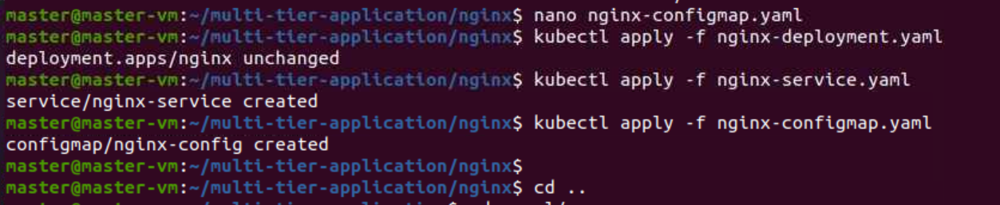 master@master-vm:~/multi-tier-application/nginx$ nano nginx-configmap.yaml
master@master-vm:~/multi-tier-application/nginx$ kubectl apply -f nginx-deployment.yaml
deployment.apps/nginx unchanged
master@master-vm:~/multi-tier-application/nginx$ kubectl apply -f nginx-service.yaml
service/nginx-service created
master@master-vm:~/multi-tier-application/nginx$ kubectl apply -f nginx-configmap.yaml
configmap/nginx-config created
master@master-vm:~/multi-tier-application/nginx$
master@master-vm:~/multi-tier-application/nginx$ cd ..